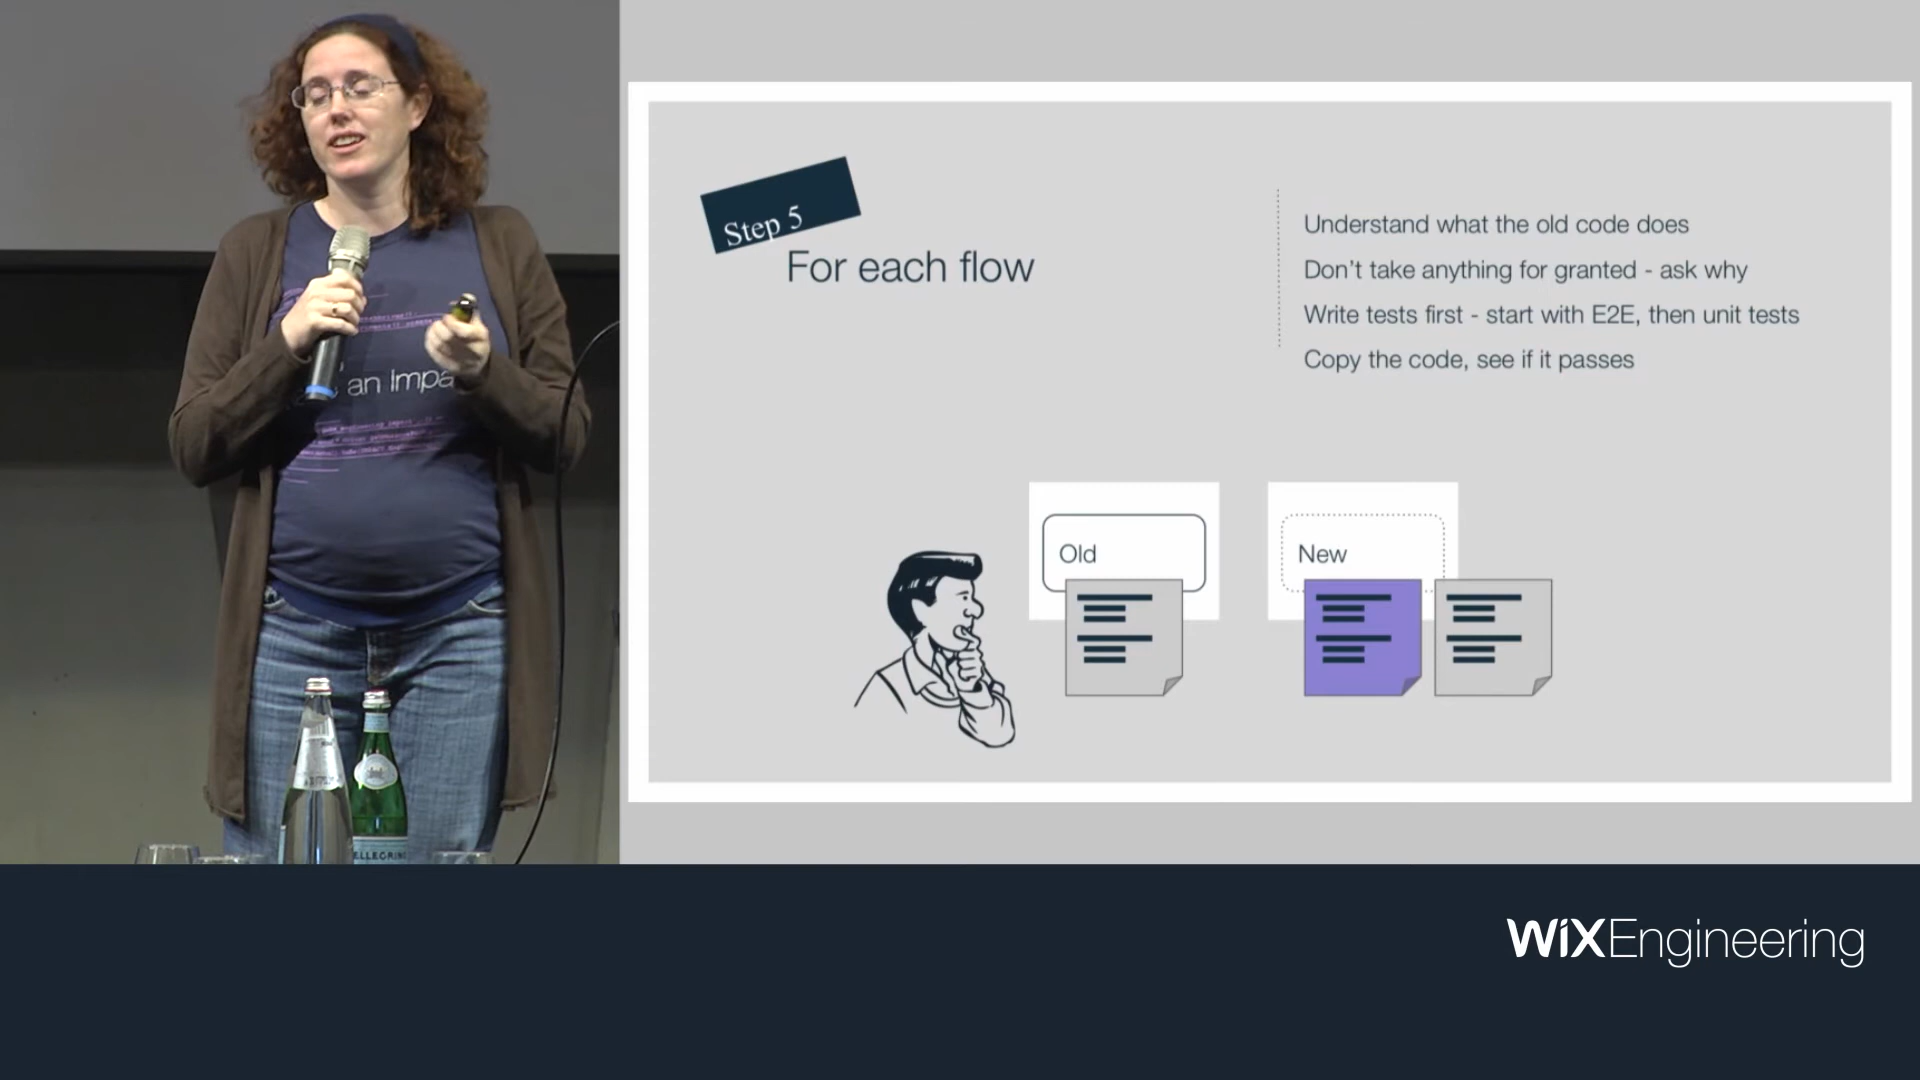 Step 5
For each flow
Understand what the old code does
Don't take anything for granted - ask why
Write tests first - start with E2E, then unit tests
Copy the code, see if it passes
Old
New
an Impa
ELLEGRIN
WiXEngineering